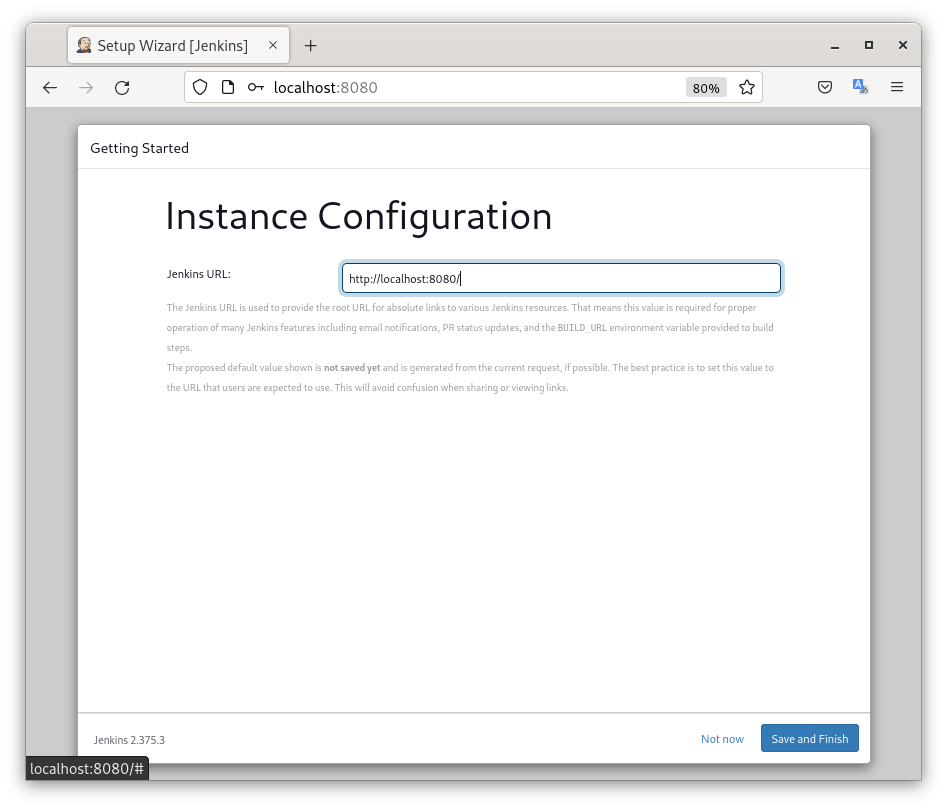 Setup Wizard [Jenkins]
localhost:8080
80%
Getting Started
Instance Configuration
Jenkins URL:
http://localhost:8080/
The Jenkins URL is used to provide the root URL for absolute links to various Jenkins resources. That means this value is required for proper
operation of many Jenkins features including email notifications, PR status updates, and the BUILD_URL environment variable provided to build
steps.
The proposed default value shown is not saved yet and is generated from the current request, if possible. The best practice is to set this value to
the URL that users are expected to use. This will avoid confusion when sharing or viewing links.
Jenkins 2.375.3
Not now
Save and Finish
localhost:8080/#